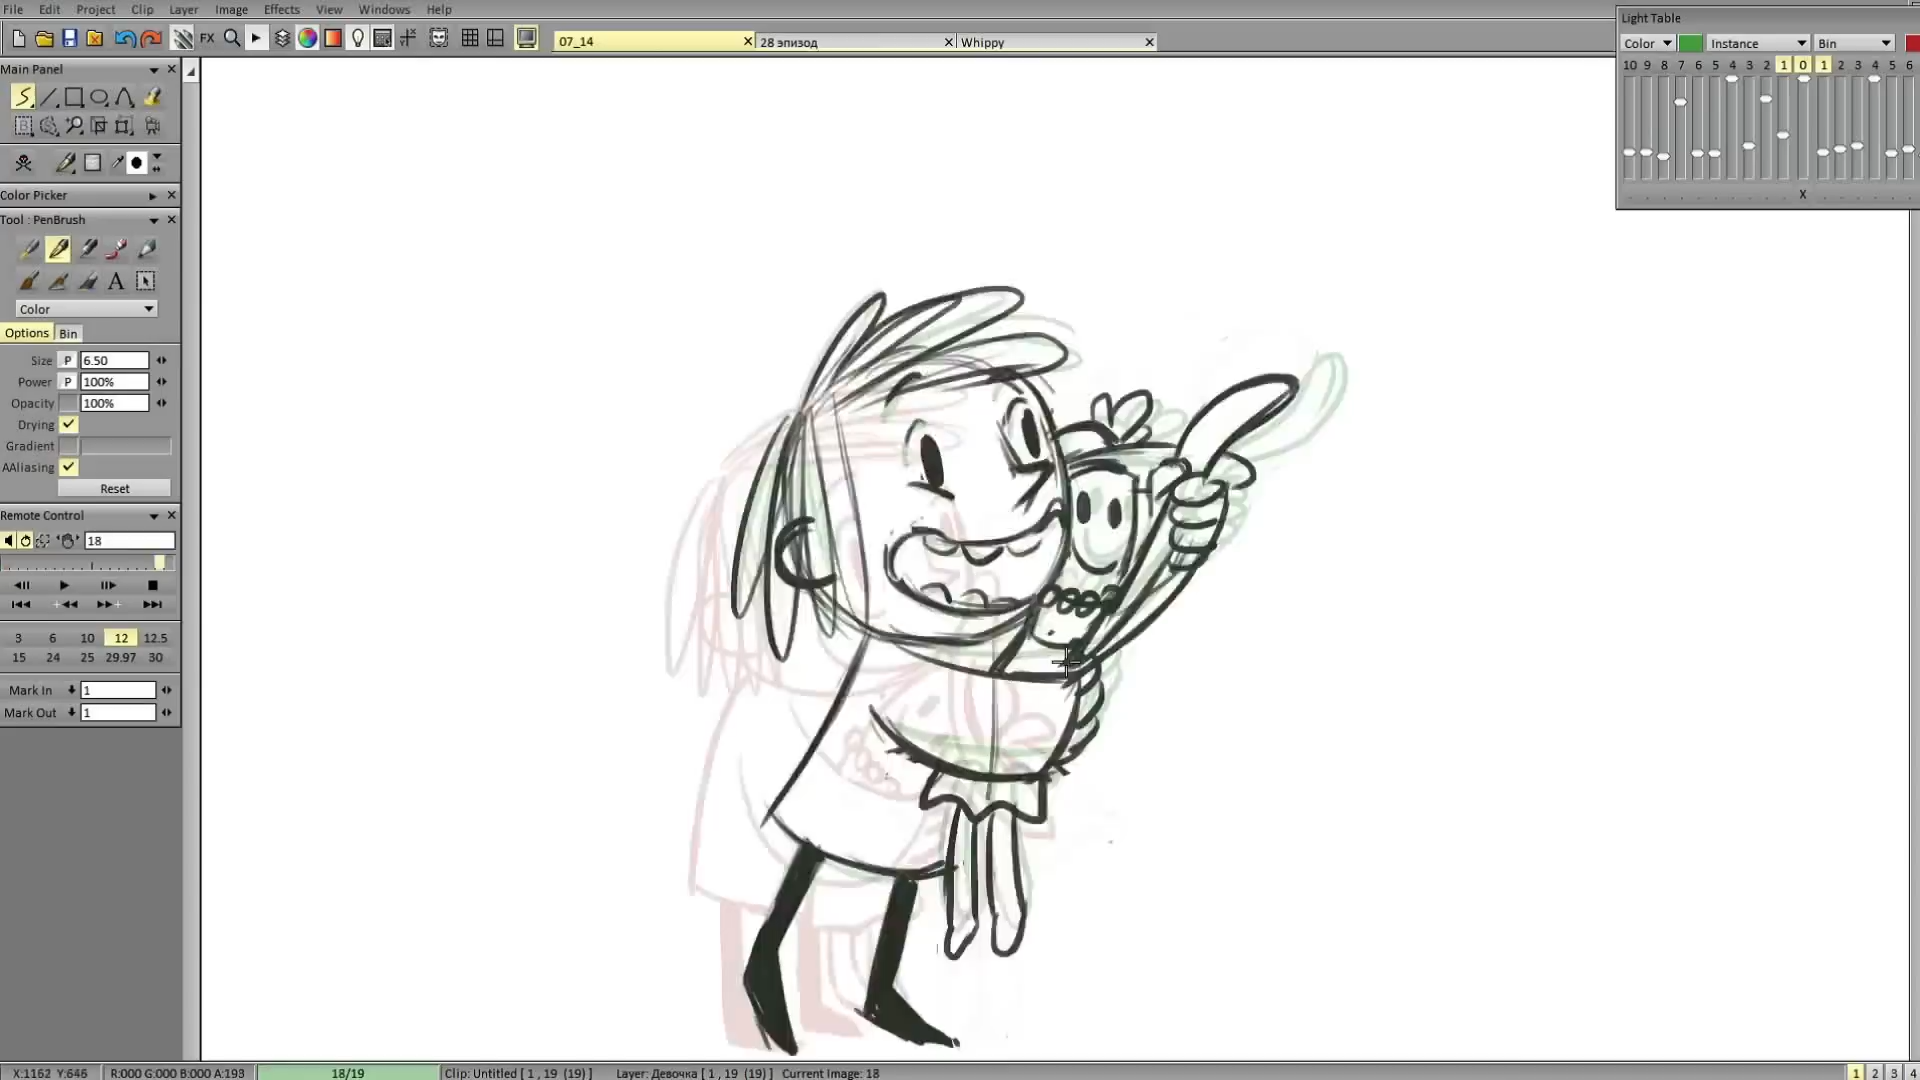 File Edit Project Clip Layer Image Effects View Windows Help
FX 07_14 28 эпизод Whippy
Light Table
Color Instance Bin
10 9 8 7 6 5 4 3 2 1 0 1 2 3 4 5 6
X
Main Panel
Color Picker
Tool : PenBrush
A
Color
Options Bin
Size P 6.50
Power P 100%
Opacity 100%
Drying
Gradient
AAliasing
Reset
Remote Control
18
3 6 10 12 12.5
15 24 25 29.97 30
Mark In 1
Mark Out 1
X:1162 Y:646 R:000 G:000 B:000 A:193 18/19 Clip: Untitled [ 1 , 19 (19) ] Layer: Девочка [ 1 , 19 (19) ] Current Image: 18 1 2 3 4